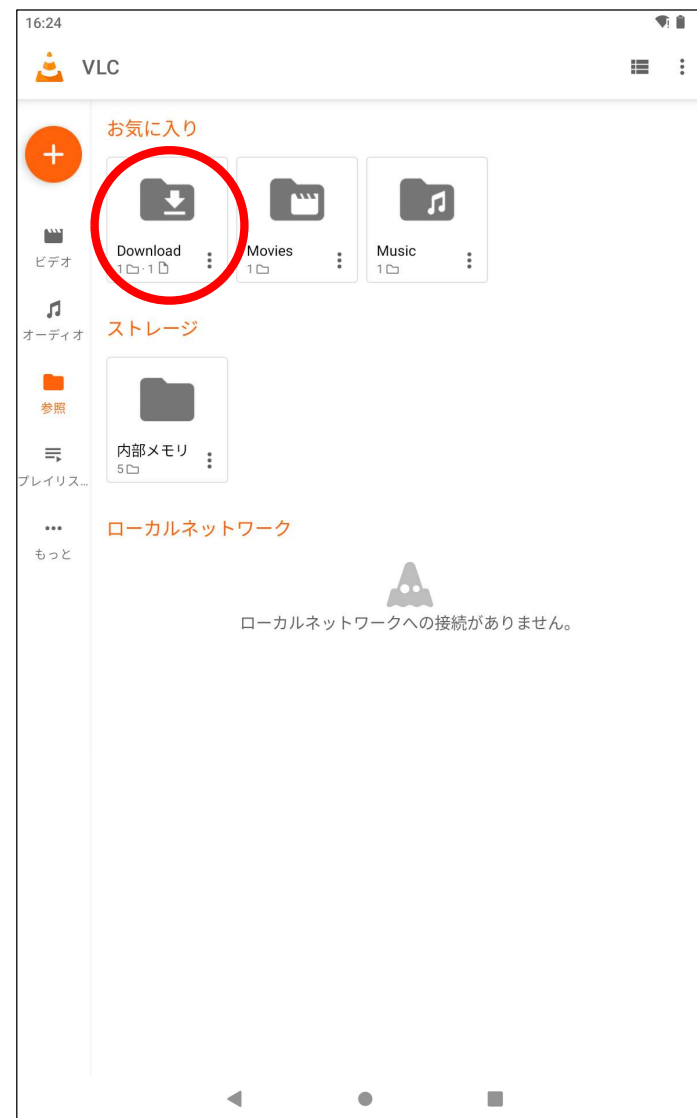 16:24
VLC
お気に入り
Download
1 · 1
Movies
1
Music
1
ビデオ
オーディオ
ストレージ
参照
内部メモリ
5
プレイリス…
ローカルネットワーク
もっと
ローカルネットワークへの接続がありません。